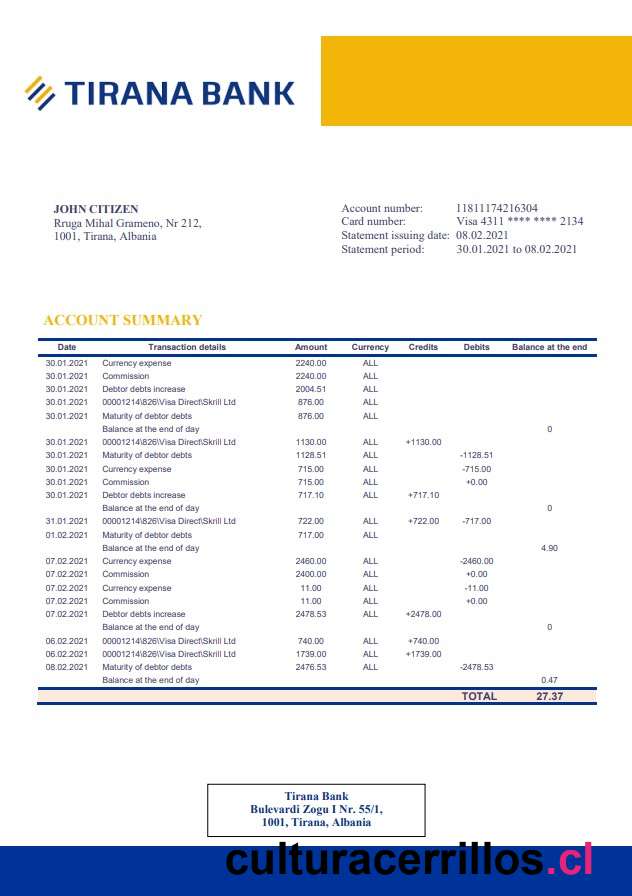 TIRANA BANK
JOHN CITIZEN
Rruga Mihal Grameno, Nr 212,
1001, Tirana, Albania
Account number: 11811174216304
Card number: Visa 4311 **** **** 2134
Statement issuing date: 08.02.2021
Statement period: 30.01.2021 to 08.02.2021
ACCOUNT SUMMARY
Date Transaction details Amount Currency Credits Debits Balance at the end
30.01.2021 Currency expense 2240.00 ALL
30.01.2021 Commission 2240.00 ALL
30.01.2021 Debtor debts increase 2004.51 ALL
30.01.2021 00001214\826\Visa Direct\Skrill Ltd 876.00 ALL
30.01.2021 Maturity of debtor debts 876.00 ALL
Balance at the end of day 0
30.01.2021 00001214\826\Visa Direct\Skrill Ltd 1130.00 ALL +1130.00
30.01.2021 Maturity of debtor debts 1128.51 ALL -1128.51
30.01.2021 Currency expense 715.00 ALL -715.00
30.01.2021 Commission 715.00 ALL +0.00
30.01.2021 Debtor debts increase 717.10 ALL +717.10
Balance at the end of day 0
31.01.2021 00001214\826\Visa Direct\Skrill Ltd 722.00 ALL +722.00 -717.00
01.02.2021 Maturity of debtor debts 717.00 ALL
Balance at the end of day 4.90
07.02.2021 Currency expense 2460.00 ALL -2460.00
07.02.2021 Commission 2400.00 ALL +0.00
07.02.2021 Currency expense 11.00 ALL -11.00
07.02.2021 Commission 11.00 ALL +0.00
07.02.2021 Debtor debts increase 2478.53 ALL +2478.00
Balance at the end of day 0
06.02.2021 00001214\826\Visa Direct\Skrill Ltd 740.00 ALL +740.00
06.02.2021 00001214\826\Visa Direct\Skrill Ltd 1739.00 ALL +1739.00
08.02.2021 Maturity of debtor debts 2476.53 ALL -2478.53
Balance at the end of day 0.47
TOTAL 27.37
Tirana Bank
Bulevardi Zogu I Nr. 55/1,
1001, Tirana, Albania
culturacerrillos.cl